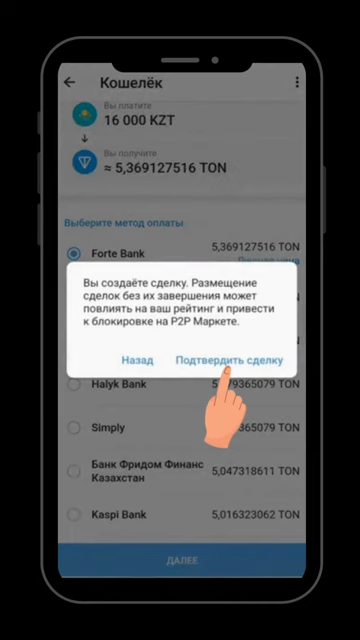 Кошелёк
Вы платите
16 000 KZT
Вы получите
≈ 5,369127516 TON
Выберите метод оплаты
Forte Bank
5,369127516 TON
Вы создаёте сделку. Размещение
сделок без их завершения может
повлиять на ваш рейтинг и привести
к блокировке на P2P Маркете.
Назад
Подтвердить сделку
Halyk Bank
79365079 TON
Simply
365079 TON
Банк Фридом Финанс
Казахстан
5,047318611 TON
Kaspi Bank
5,016323062 TON
ДАЛЕЕ